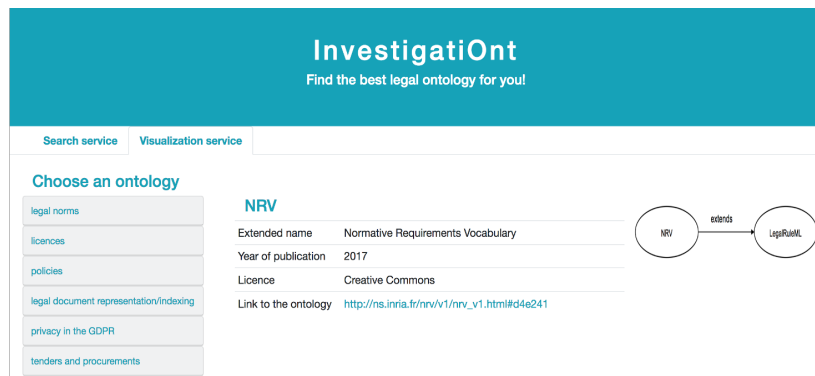 InvestigatiOnt
Find the best legal ontology for you!
Search service
Visualization service
Choose an ontology
legal norms
licences
policies
legal document representation/indexing
privacy in the GDPR
tenders and procurements
NRV
Extended name Normative Requirements Vocabulary
Year of publication 2017
Licence Creative Commons
Link to the ontology http://ns.inria.fr/nrv/v1/nrv_v1.html#d4e241
NRV
extends
LegalRuleML